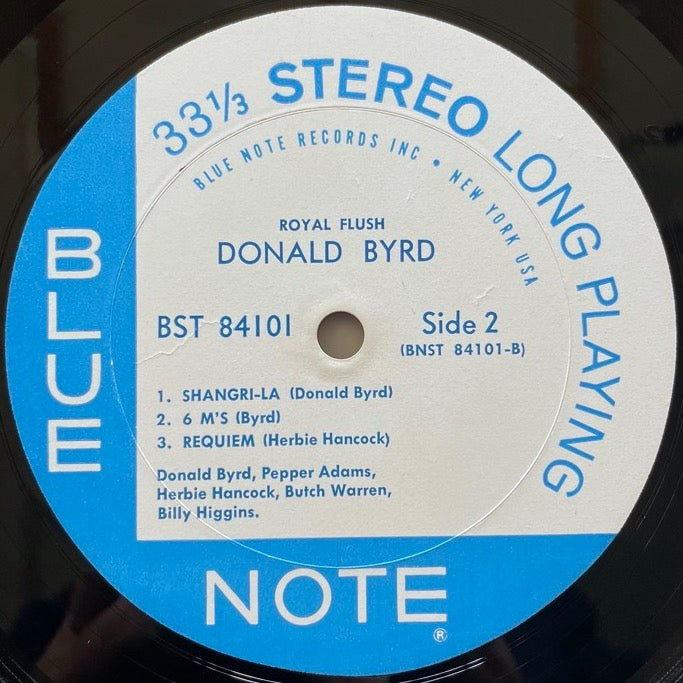 33⅓ STEREO LONG PLAYING
BLUE NOTE RECORDS INC • NEW YORK USA
ROYAL FLUSH
DONALD BYRD
BST 84101
Side 2
(BNST 84101-B)
1. SHANGRI-LA (Donald Byrd)
2. 6 M'S (Byrd)
3. REQUIEM (Herbie Hancock)
Donald Byrd, Pepper Adams,
Herbie Hancock, Butch Warren,
Billy Higgins.
BLUE
NOTE
®